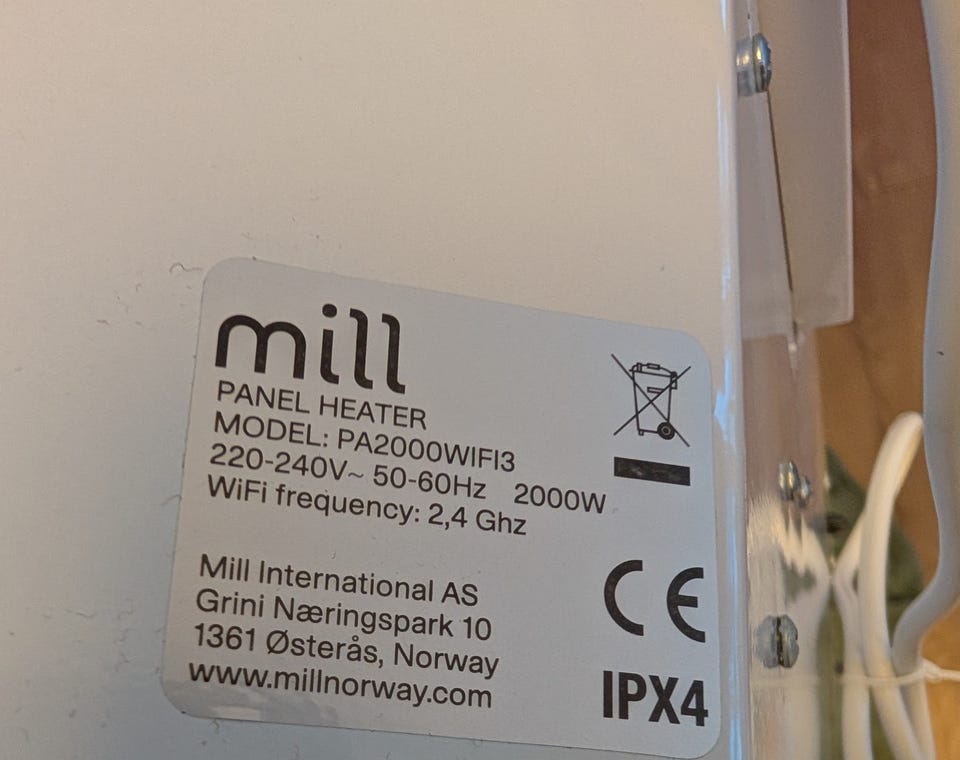 mill
PANEL HEATER
MODEL: PA2000WIFI3
220-240V~ 50-60Hz 2000W
WiFi frequency: 2,4 Ghz
Mill International AS
Grini Næringspark 10
1361 Østerås, Norway
www.millnorway.com
CE
IPX4